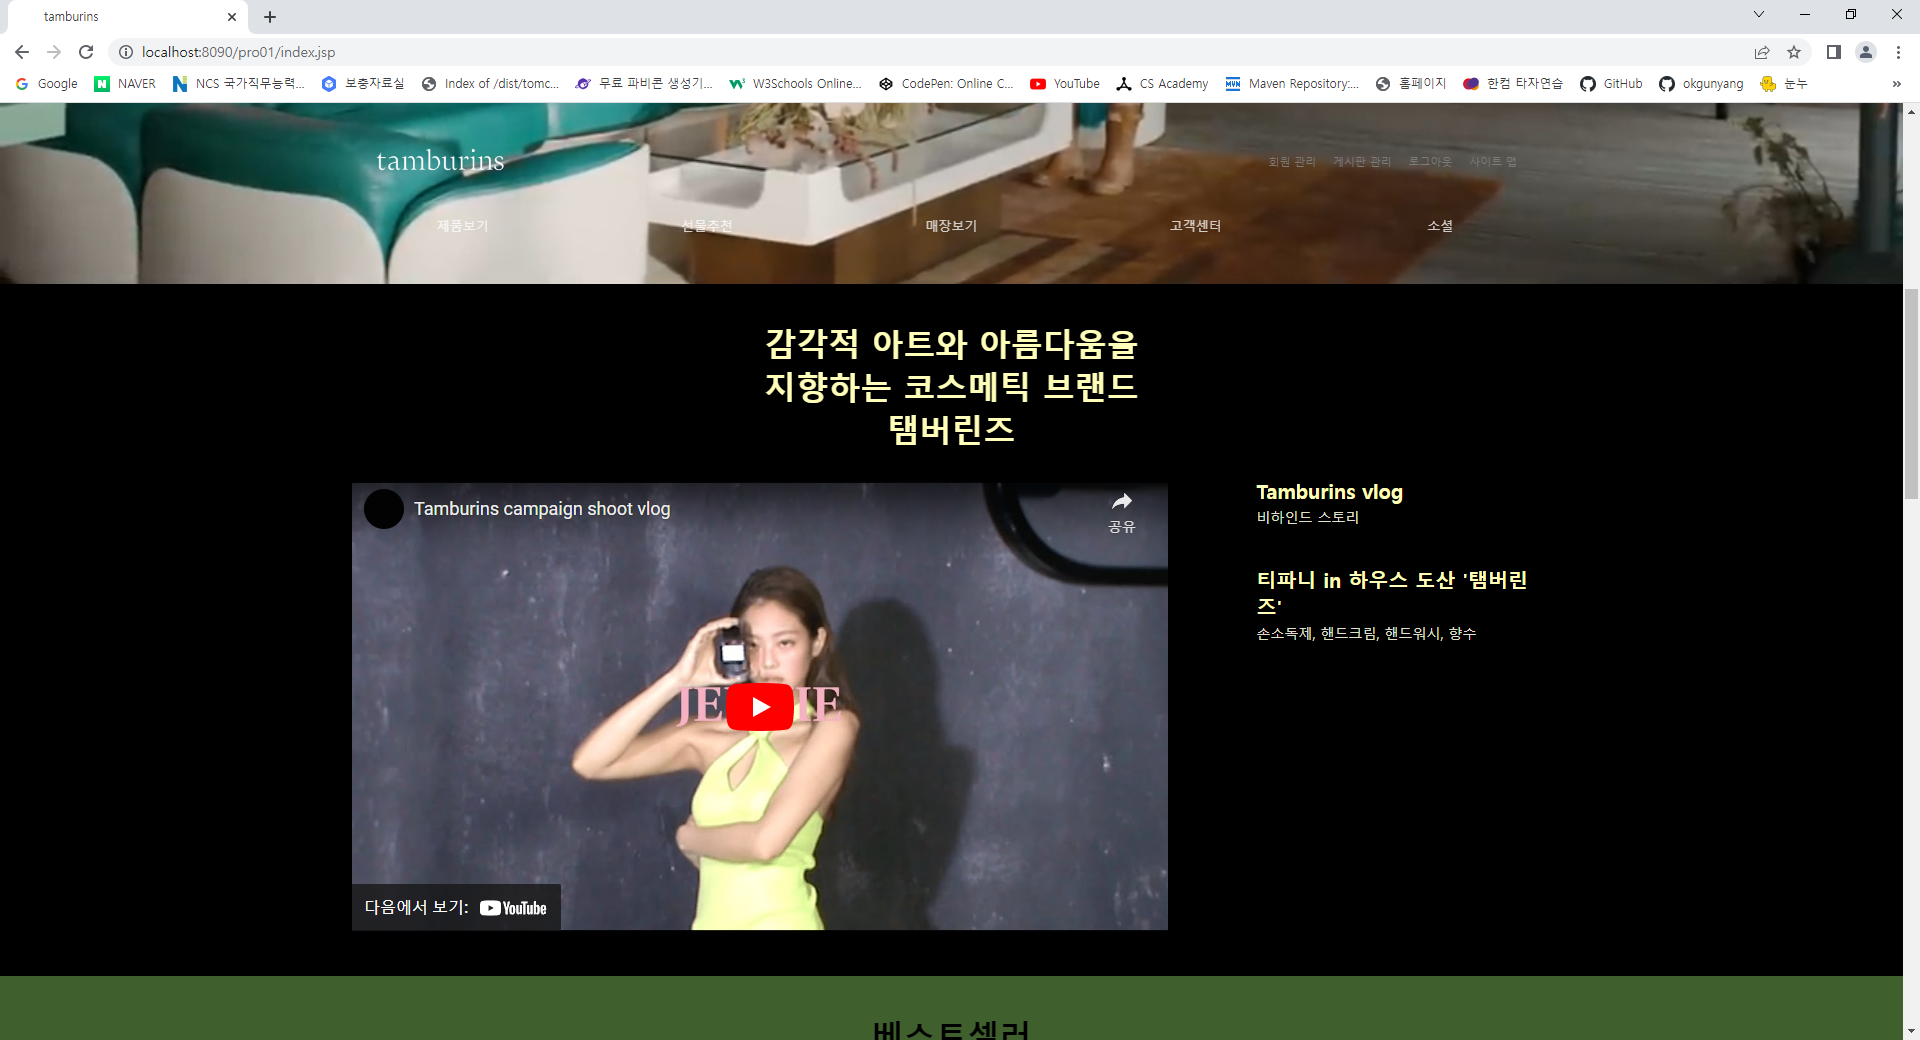 tamburins
localhost:8090/pro01/index.jsp
Google
NAVER
NCS 국가직무능력...
보충자료실
Index of /dist/tomc...
무료 파비콘 생성기...
W3Schools Online...
CodePen: Online C...
YouTube
CS Academy
Maven Repository:...
홈페이지
한컴 타자연습
GitHub
okgunyang
눈누
»
tamburins
회원 관리 게시판 관리 로그아웃 사이트 맵
제품보기 선물추천 매장보기 고객센터 소셜
감각적 아트와 아름다움을
지향하는 코스메틱 브랜드
탬버린즈
Tamburins campaign shoot vlog
공유
JE
IE
다음에서 보기: YouTube
Tamburins vlog
비하인드 스토리
티파니 in 하우스 도산 '탬버린
즈'
손소독제, 핸드크림, 핸드워시, 향수
베스트셀러